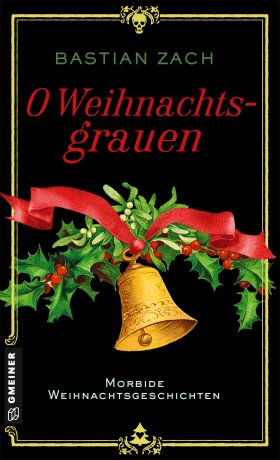 BASTIAN ZACH
O Weihnachts-
grauen
MORBIDE
WEIHNACHTSGESCHICHTEN
GMEINER